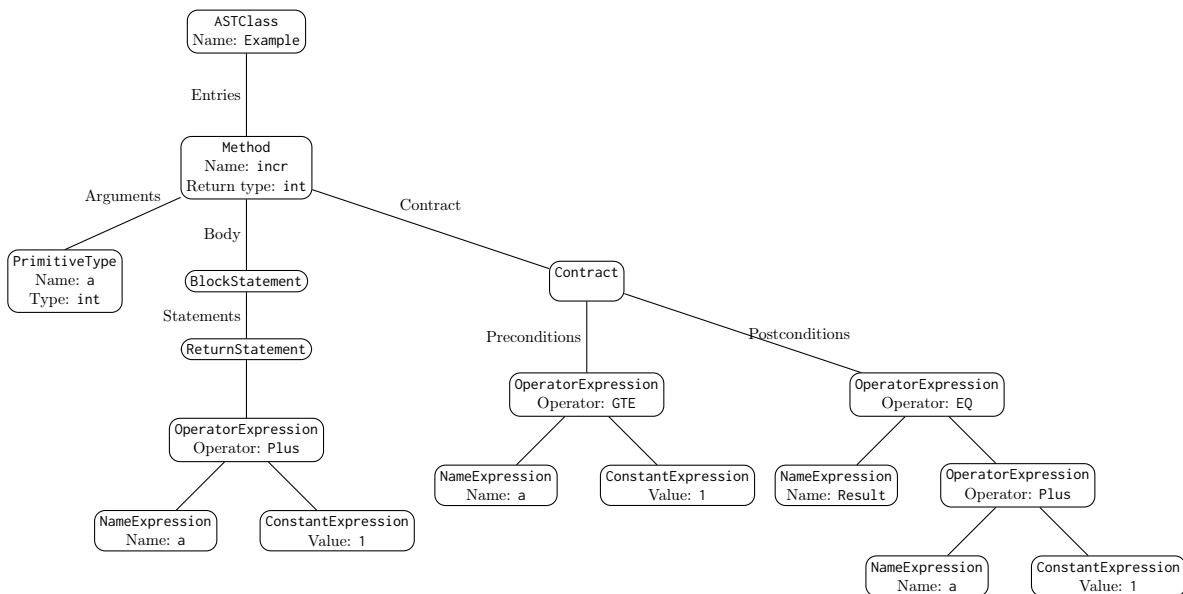 ASTClass
Name: Example
Entries
Method
Name: incr
Return type: int
Arguments
Body
Contract
PrimitiveType
Name: a
Type: int
BlockStatement
Contract
Statements
ReturnStatement
Preconditions
Postconditions
OperatorExpression
Operator: GTE
OperatorExpression
Operator: EQ
OperatorExpression
Operator: Plus
NameExpression
Name: a
ConstantExpression
Value: 1
NameExpression
Name: Result
OperatorExpression
Operator: Plus
NameExpression
Name: a
ConstantExpression
Value: 1
NameExpression
Name: a
ConstantExpression
Value: 1